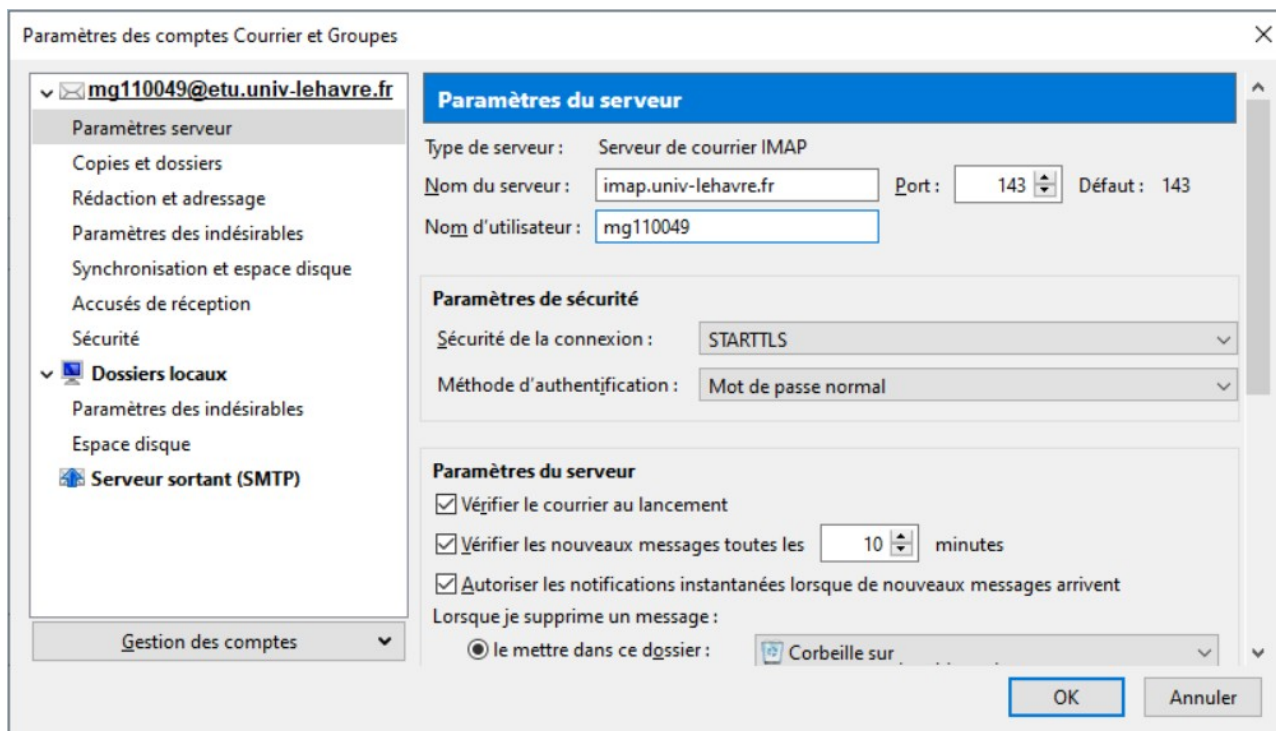 Paramètres des comptes Courrier et Groupes
mg110049@etu.univ-lehavre.fr
Paramètres serveur
Copies et dossiers
Rédaction et adressage
Paramètres des indésirables
Synchronisation et espace disque
Accusés de réception
Sécurité
Dossiers locaux
Paramètres des indésirables
Espace disque
Serveur sortant (SMTP)
Gestion des comptes
Paramètres du serveur
Type de serveur : Serveur de courrier IMAP
Nom du serveur : imap.univ-lehavre.fr Port : 143 Défaut : 143
Nom d'utilisateur : mg110049
Paramètres de sécurité
Sécurité de la connexion : STARTTLS
Méthode d'authentification : Mot de passe normal
Paramètres du serveur
Vérifier le courrier au lancement
Vérifier les nouveaux messages toutes les 10 minutes
Autoriser les notifications instantanées lorsque de nouveaux messages arrivent
Lorsque je supprime un message :
le mettre dans ce dossier : Corbeille sur
OK Annuler